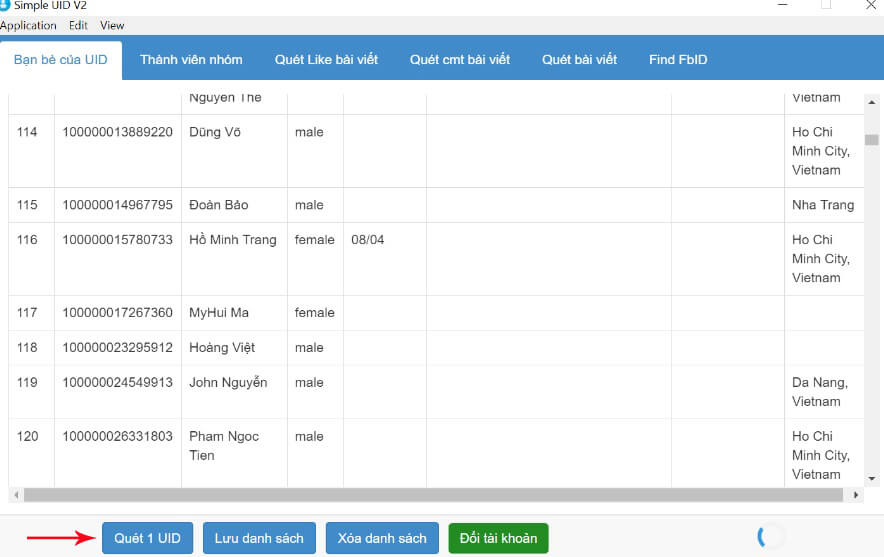 Simple UID V2
Application Edit View
Bạn bè của UID Thành viên nhóm Quét Like bài viết Quét cmt bài viết Quét bài viết Find FbID
Nguyen The Vietnam
114 100000013889220 Dũng Võ male Ho Chi
Minh City,
Vietnam
115 100000014967795 Đoàn Bảo male Nha Trang
116 100000015780733 Hồ Minh Trang female 08/04 Ho Chi
Minh City,
Vietnam
117 100000017267360 MyHui Ma female
118 100000023295912 Hoàng Việt male
119 100000024549913 John Nguyễn male Da Nang,
Vietnam
120 100000026331803 Pham Ngoc male Ho Chi
Tien Minh City,
Vietnam
Quét 1 UID Lưu danh sách Xóa danh sách Đổi tài khoản